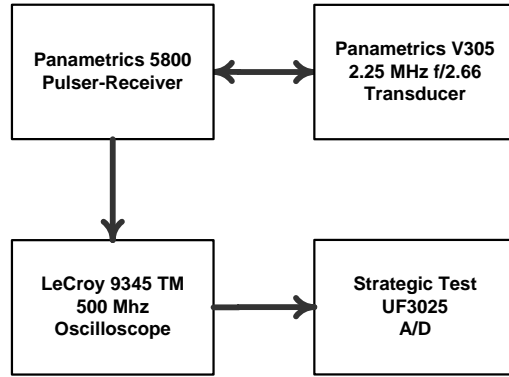 Panametrics 5800
Pulser-Receiver
Panametrics V305
2.25 MHz f/2.66
Transducer
LeCroy 9345 TM
500 Mhz
Oscilloscope
Strategic Test
UF3025
A/D